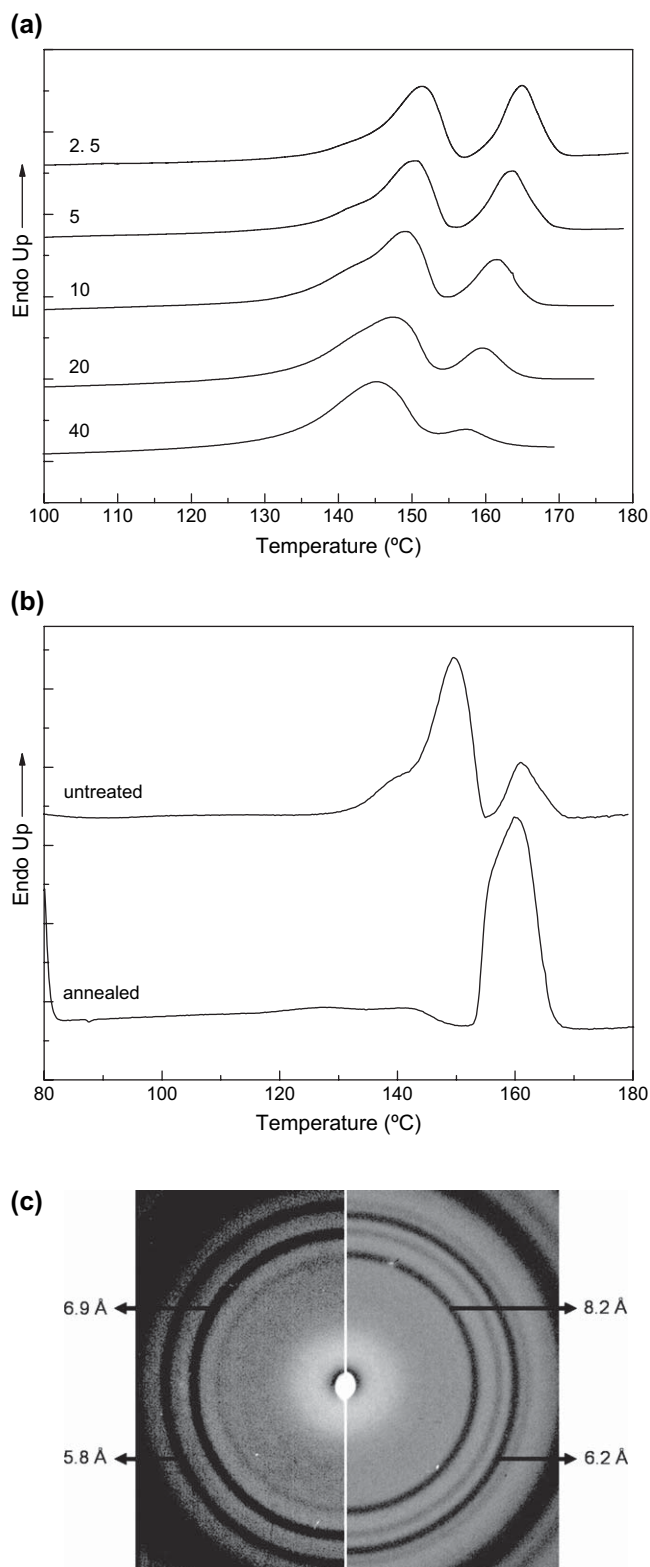 (a)
2. 5
5
10
20
40
Endo Up
100 110 120 130 140 150 160 170 180
Temperature (ºC)
(b)
untreated
annealed
Endo Up
80 100 120 140 160 180
Temperature (ºC)
(c)
6.9 Å
8.2 Å
5.8 Å
6.2 Å